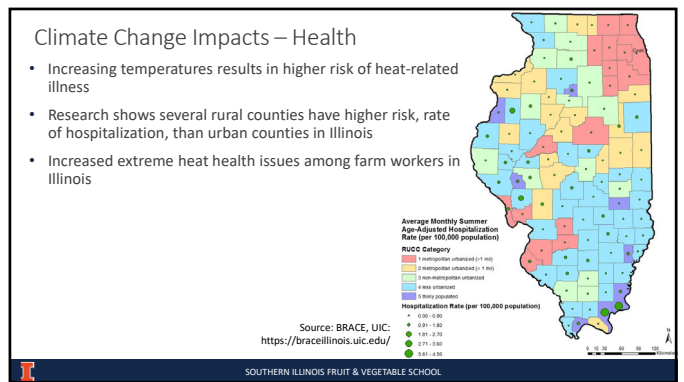 Climate Change Impacts – Health
• Increasing temperatures results in higher risk of heat-related
illness
• Research shows several rural counties have higher risk, rate
of hospitalization, than urban counties in Illinois
• Increased extreme heat health issues among farm workers in
Illinois
Cook
Average Monthly Summer
Age-Adjusted Hospitalization
Rate (per 100,000 population)
RUCC Category
1 metropolitan urbanized (>1 mil)
2 metropolitan urbanized (< 1 mil)
3 non-metropolitan urbanized
4 less urbanized
5 thinly populated
Hospitalization Rate (per 100,000 population)
0.00 - 0.90
0.91 - 1.80
1.81 - 2.70
2.71 - 3.60
3.61 - 4.50
Source: BRACE, UIC:
https://braceillinois.uic.edu/
N
0 15 30 60 90 120
Kilometers
I
SOUTHERN ILLINOIS FRUIT & VEGETABLE SCHOOL